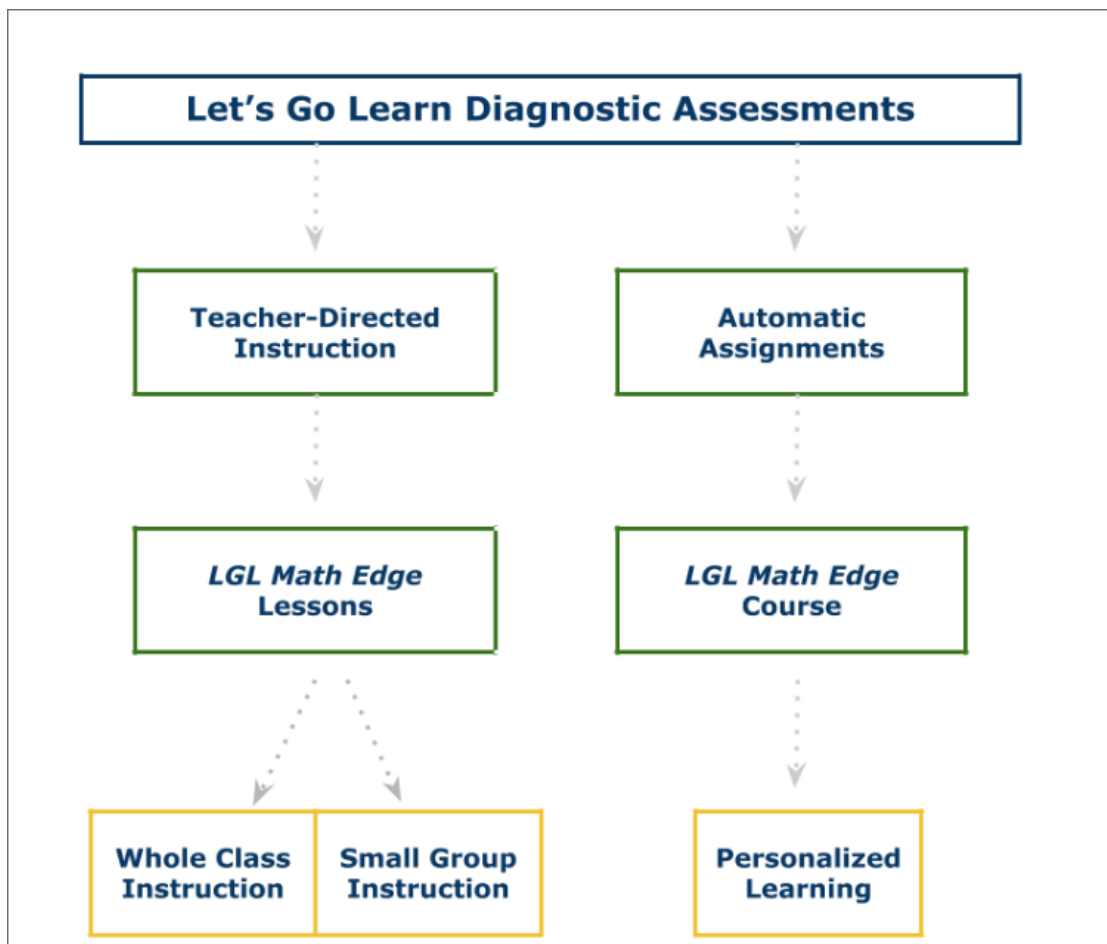 Let’s Go Learn Diagnostic Assessments
Teacher-Directed
Instruction
Automatic
Assignments
LGL Math Edge
Lessons
LGL Math Edge
Course
Whole Class
Instruction
Small Group
Instruction
Personalized
Learning